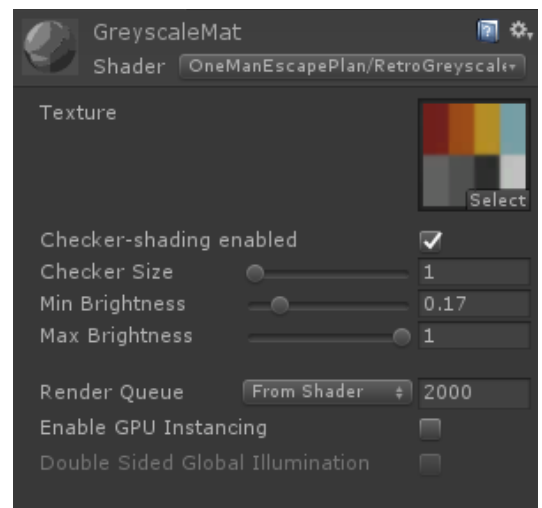 GreyscaleMat
Shader OneManEscapePlan/RetroGreyscale
Texture
Select
Checker-shading enabled
Checker Size 1
Min Brightness 0.17
Max Brightness 1
Render Queue From Shader 2000
Enable GPU Instancing
Double Sided Global Illumination